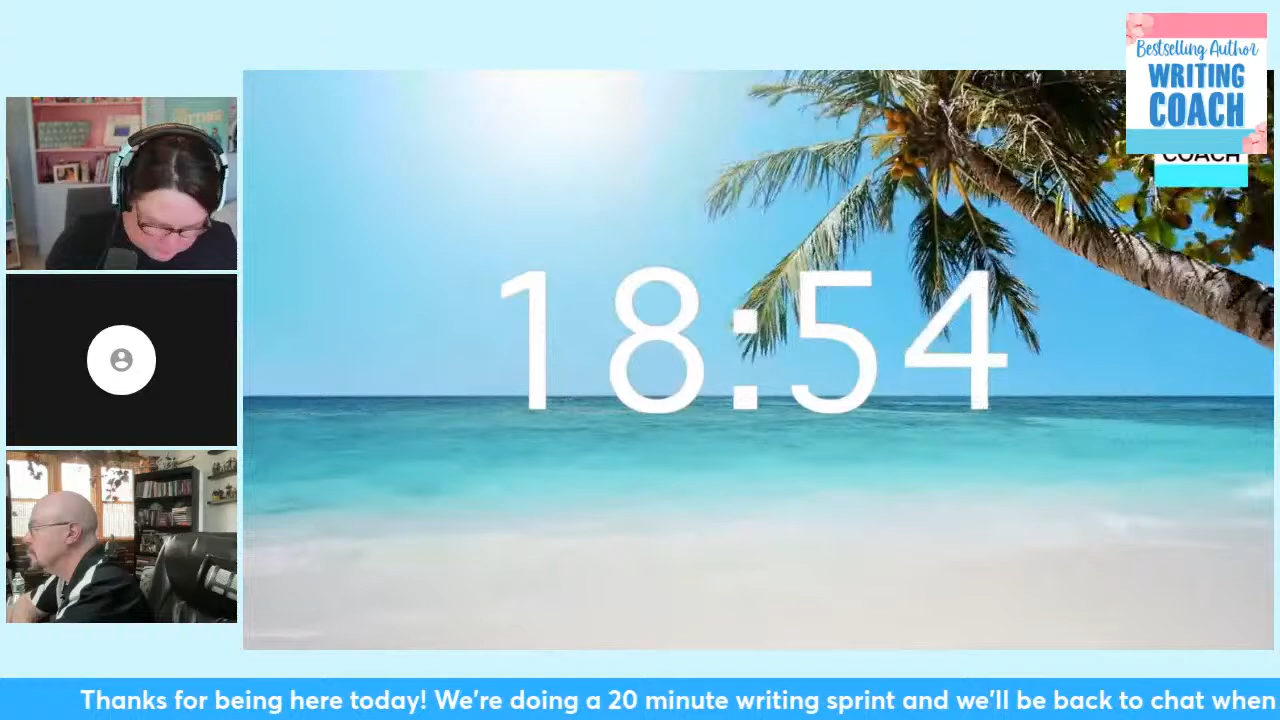 Bestselling Author
WRITING
COACH
COACH
18:54
Thanks for being here today! We're doing a 20 minute writing sprint and we'll be back to chat when